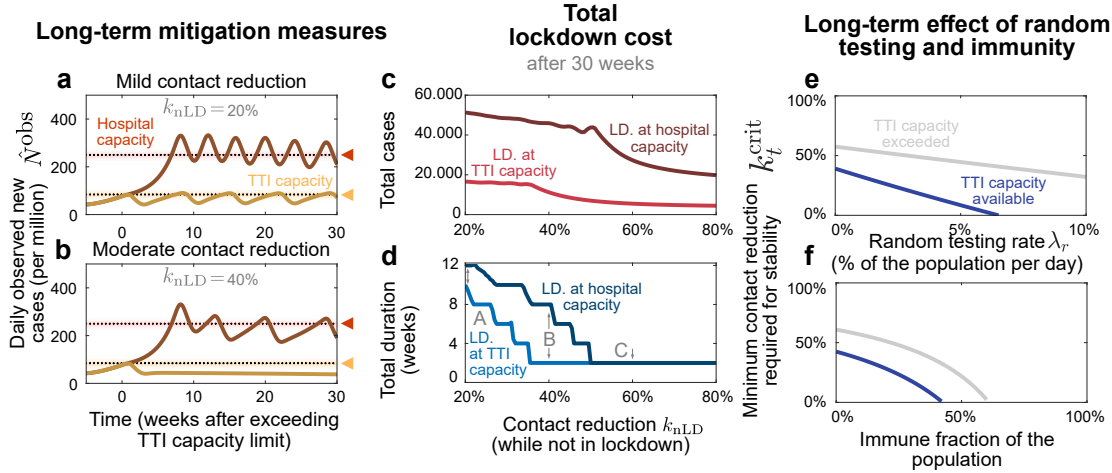 Long-term mitigation measures
Total
lockdown cost
after 30 weeks
Long-term effect of random
testing and immunity
a
Mild contact reduction
k_nLD = 20%
Hospital
capacity
TTI capacity
400
200
0
0
10
20
30
b
Moderate contact reduction
k_nLD = 40%
400
200
0
0
10
20
30
Daily observed new
cases (per million)
N̂^obs
Time (weeks after exceeding
TTI capacity limit)
c
60.000
40.000
20.000
0
Total cases
LD. at hospital
capacity
LD. at
TTI capacity
20%
40%
60%
80%
d
12
8
4
0
Total duration
(weeks)
LD. at hospital
capacity
A
B
C
LD.
at TTI
capacity
20%
40%
60%
80%
Contact reduction k_nLD
(while not in lockdown)
e
100%
50%
0%
TTI capacity
exceeded
TTI capacity
available
0%
5%
10%
Random testing rate λ_r
(% of the population per day)
Minimum contact reduction
required for stability
k_t^crit
f
100%
50%
0%
0%
50%
100%
Immune fraction of the
population